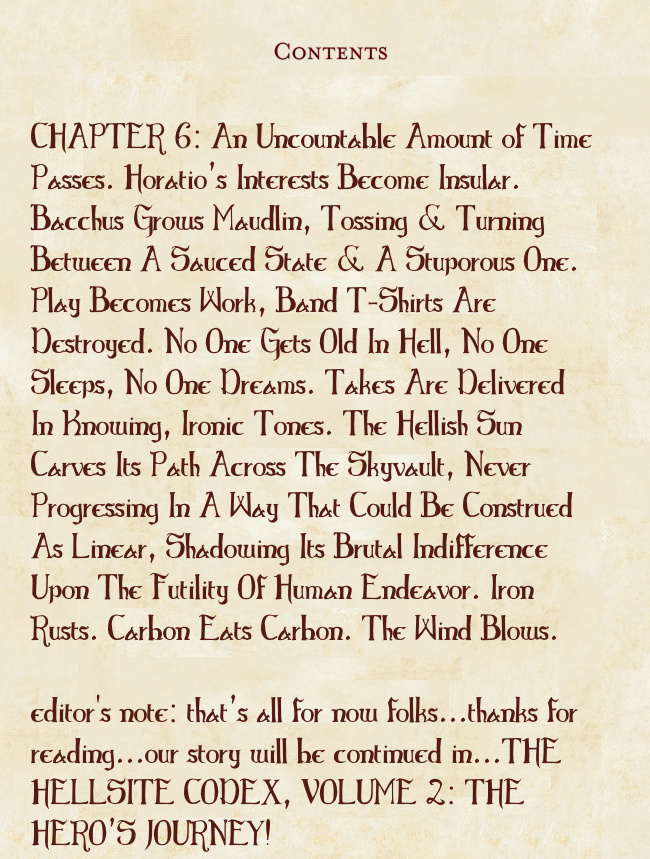 Contents
CHAPTER 6: An Uncountable Amount of Time
Passes. Horatio's Interests Become Insular.
Bacchus Grows Maudlin, Tossing & Turning
Between A Sauced State & A Stuporous One.
Play Becomes Work, Band T-Shirts Are
Destroyed. No One Gets Old In Hell, No One
Sleeps, No One Dreams. Takes Are Delivered
In Knowing, Ironic Tones. The Hellish Sun
Carves Its Path Across The Skyvault, Never
Progressing In A Way That Could Be Construed
As Linear, Shadowing Its Brutal Indifference
Upon The Futility Of Human Endeavor. Iron
Rusts. Carbon Eats Carbon. The Wind Blows.
editor's note: that's all for now folks...thanks for
reading...our story will be continued in...THE
HELLSITE CODEX, VOLUME 2: THE
HERO'S JOURNEY!